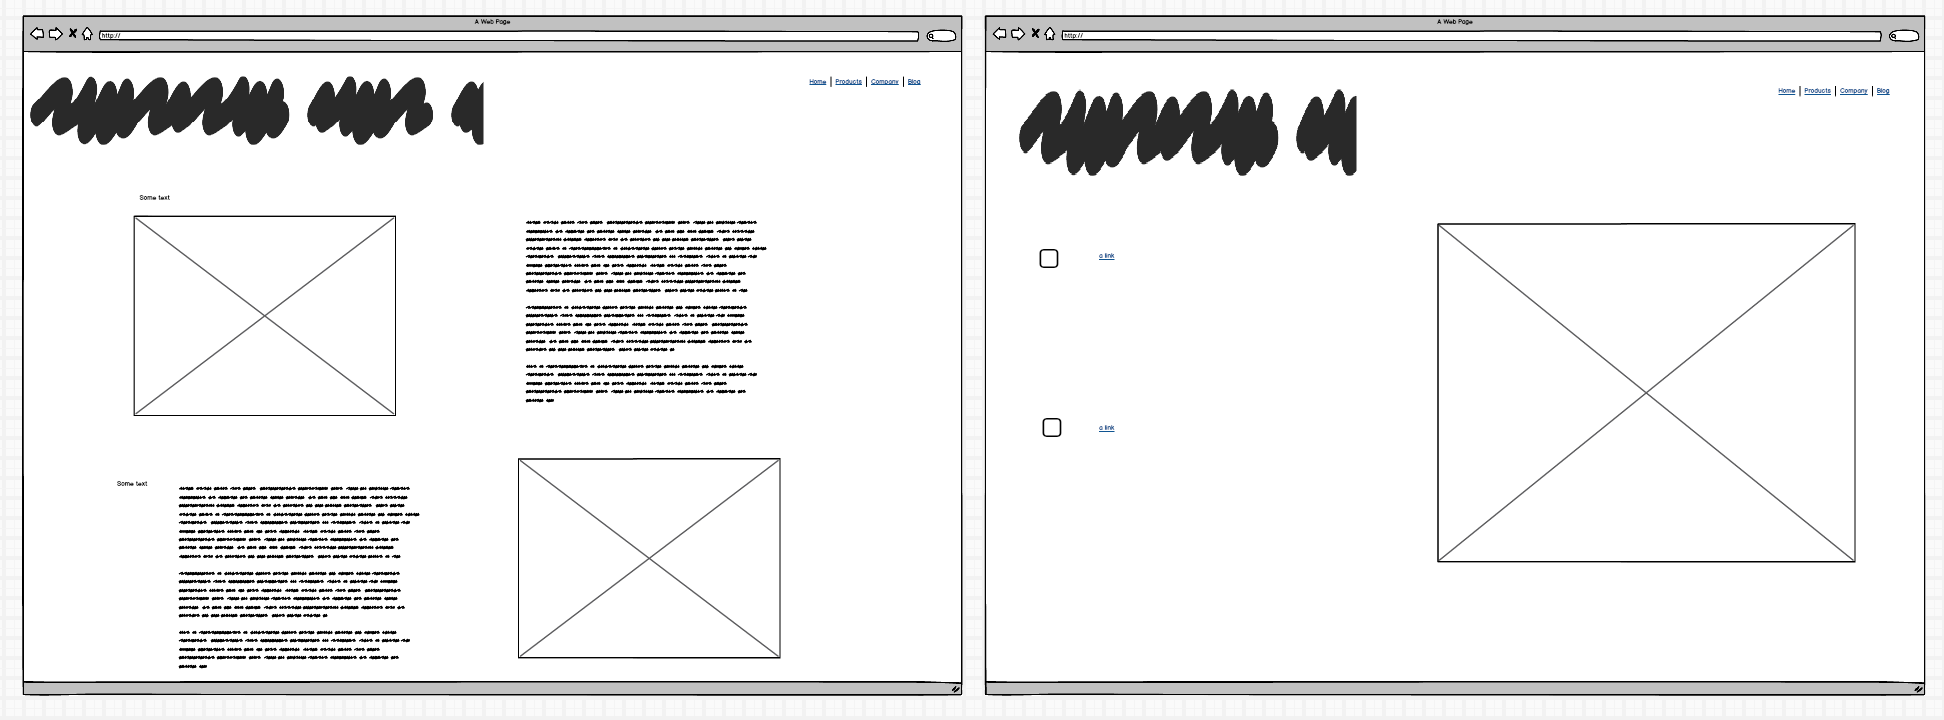 A Web Page
http://
Home | Products | Company | Blog
Some text
Some text
A Web Page
http://
Home | Products | Company | Blog
a link
a link